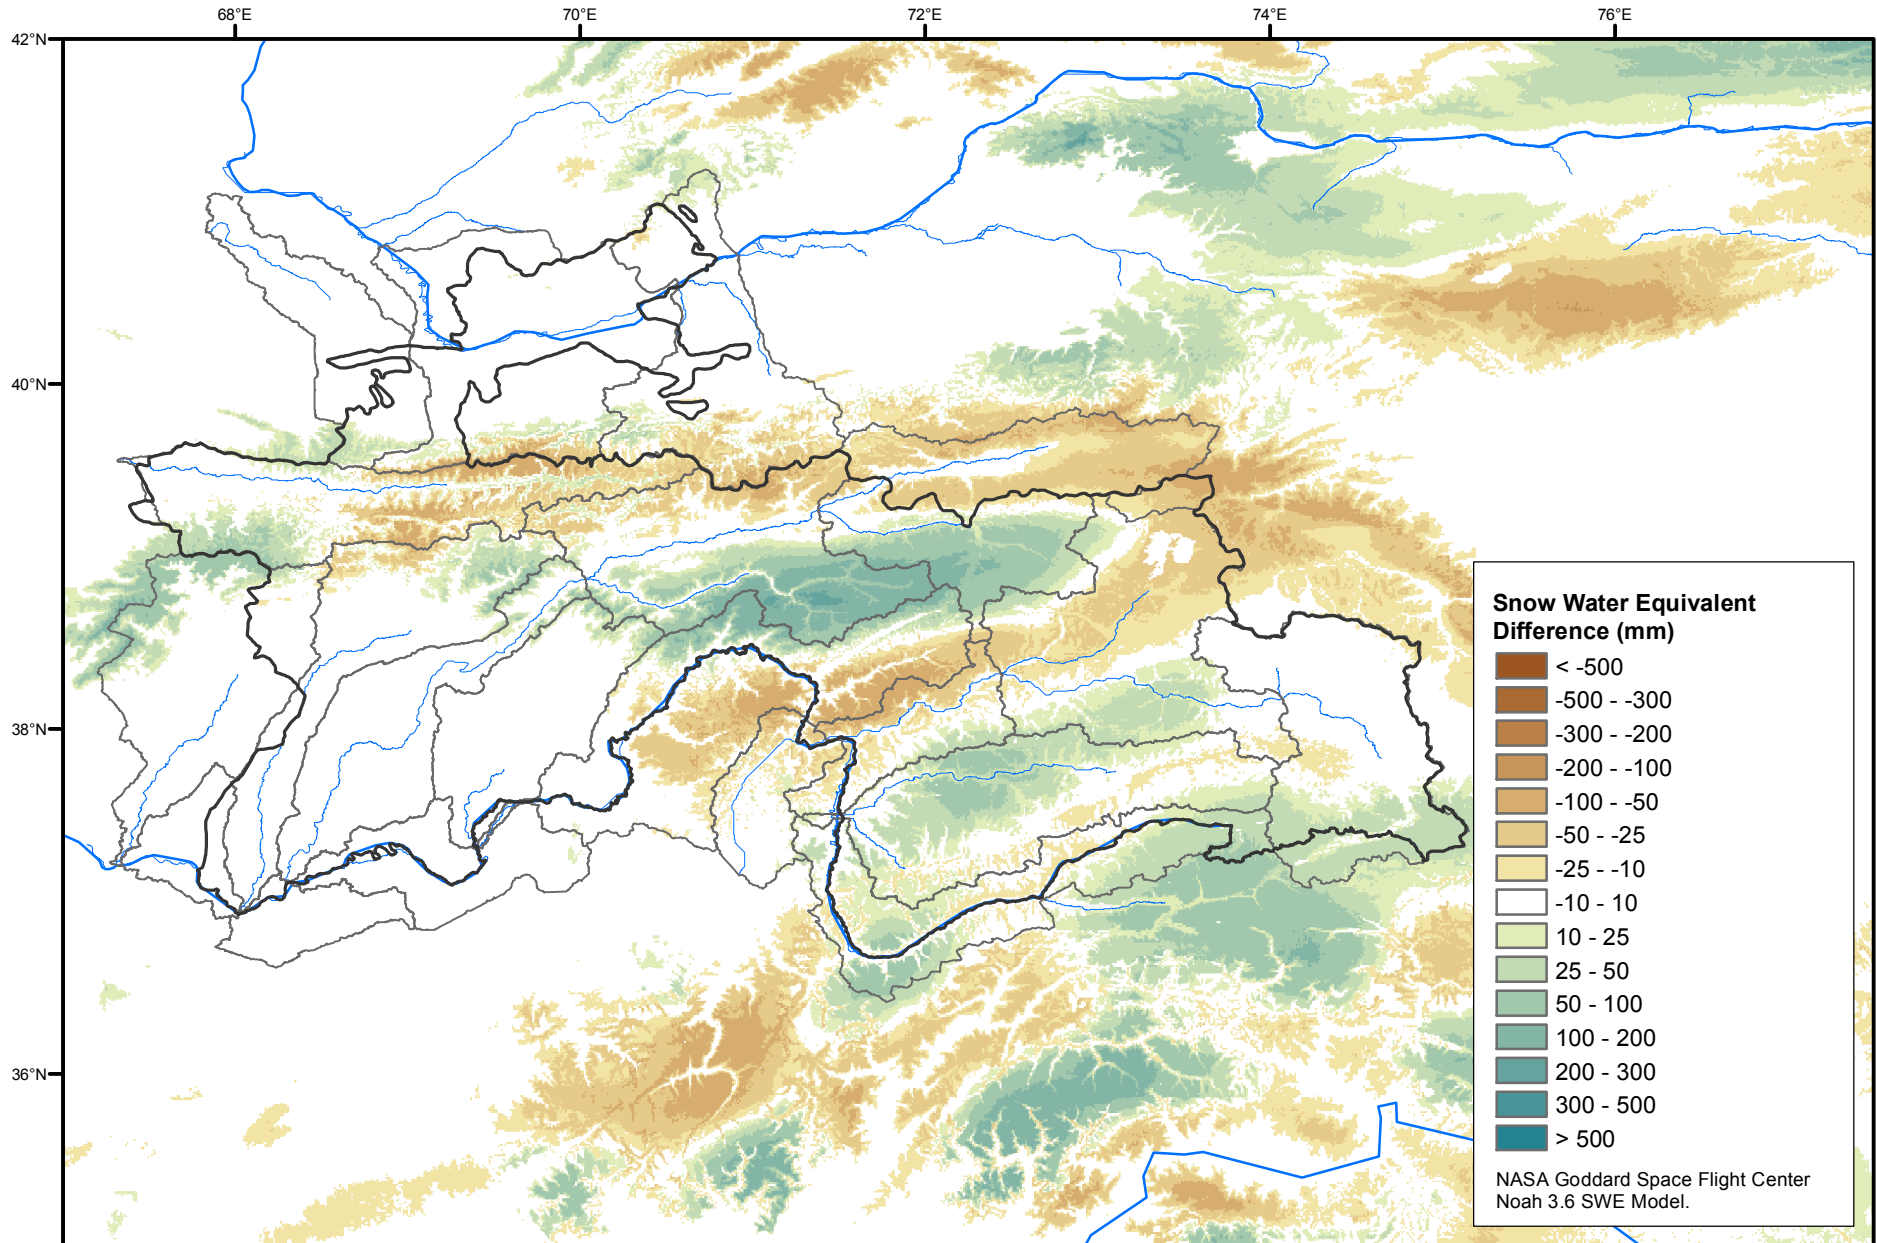 68°E 70°E 72°E 74°E 76°E
42°N
40°N
38°N
36°N
Snow Water Equivalent
Difference (mm)
< -500
-500 - -300
-300 - -200
-200 - -100
-100 - -50
-50 - -25
-25 - -10
-10 - 10
10 - 25
25 - 50
50 - 100
100 - 200
200 - 300
300 - 500
> 500
NASA Goddard Space Flight Center
Noah 3.6 SWE Model.